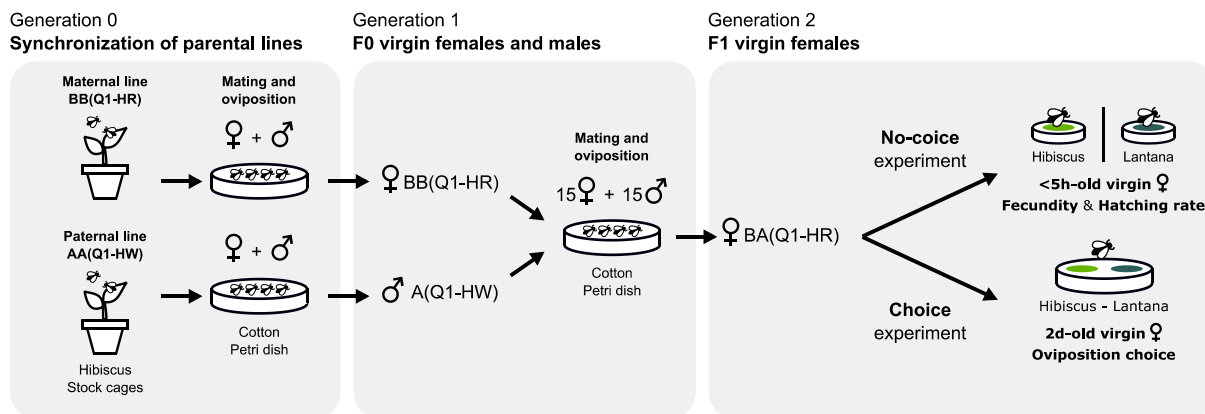 Generation 0
Synchronization of parental lines
Maternal line
BB(Q1-HR)
Mating and
oviposition
♀ + ♂
Paternal line
AA(Q1-HW)
♀ + ♂
Hibiscus
Stock cages
Cotton
Petri dish
Generation 1
F0 virgin females and males
♀ BB(Q1-HR)
♂ A(Q1-HW)
Mating and
oviposition
15♀ + 15♂
Cotton
Petri dish
Generation 2
F1 virgin females
♀ BA(Q1-HR)
No-coice
experiment
Hibiscus
Lantana
<5h-old virgin ♀
Fecundity & Hatching rate
Choice
experiment
Hibiscus - Lantana
2d-old virgin ♀
Oviposition choice